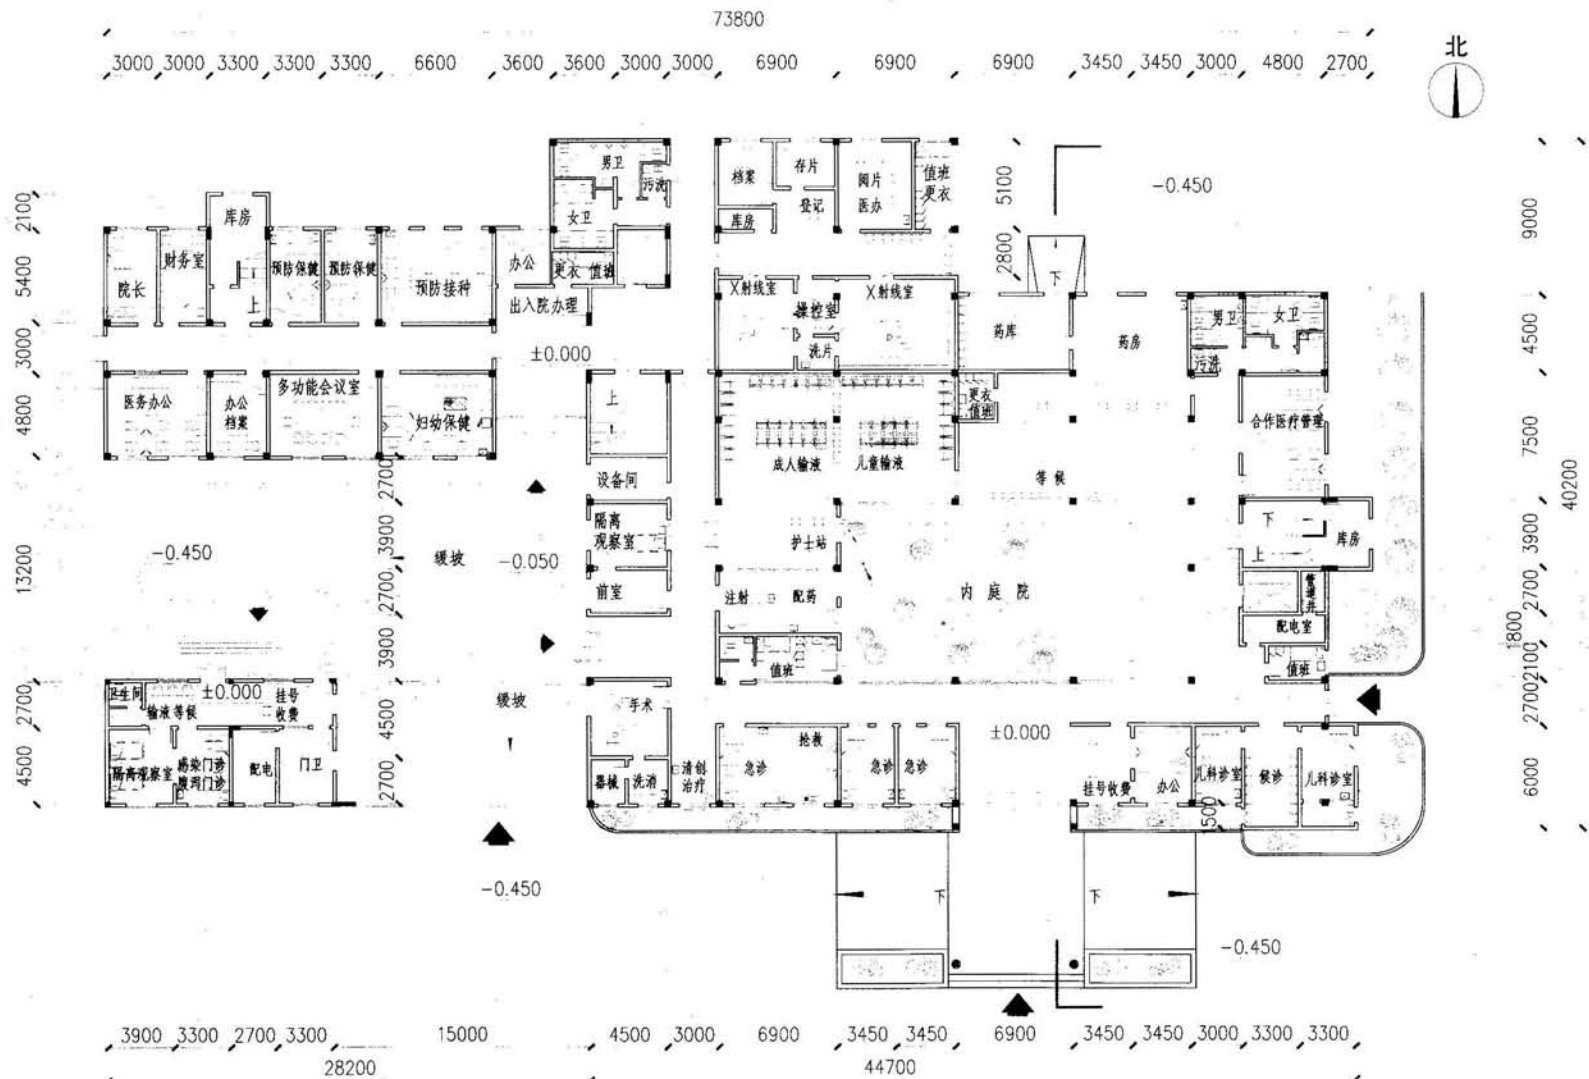 73800
3000 3000 3300 3300 3300 6600 3600 3600 3000 3000 6900 6900 6900 3450 3450 3000 4800 2700
北
男卫
污洗
女卫
档案
存片
阅片
医办
值班
更衣
登记
库房
5100
2800
-0.450
下
2100
5400
3000
4800
13200
2700
4500
9000
4500
7500
3900
2700
2100
2700
6000
40200
库房
院长
财务室
上
预防保健
预防保健
预防接种
办公
更衣 值班
出入院办理
±0.000
X射线室
操控室
X射线室
洗片
药库
药房
男卫
女卫
污洗
医务办公
办公
档案
多功能会议室
妇幼保健
上
更衣
值班
合作医疗管理
成人输液
儿童输液
等候
设备间
隔离
观察室
前室
2700
3900
2700
3900
4500
2700
-0.450
缓坡
-0.050
护士站
注射
配药
内庭院
下
上
库房
管道井
配电室
值班
值班
缓坡
卫生间
±0.000
挂号
收费
输液等候
隔离观察室
感染门诊
腹泻门诊
配电
门卫
手术
器械
洗消
清创
治疗
抢救
急诊
急诊
急诊
±0.000
挂号收费
办公
儿科诊室
候诊
儿科诊室
500
-0.450
下
下
-0.450
3900 3300 2700 3300 15000 4500 3000 6900 3450 3450 6900 3450 3450 3000 3300 3300
28200 44700